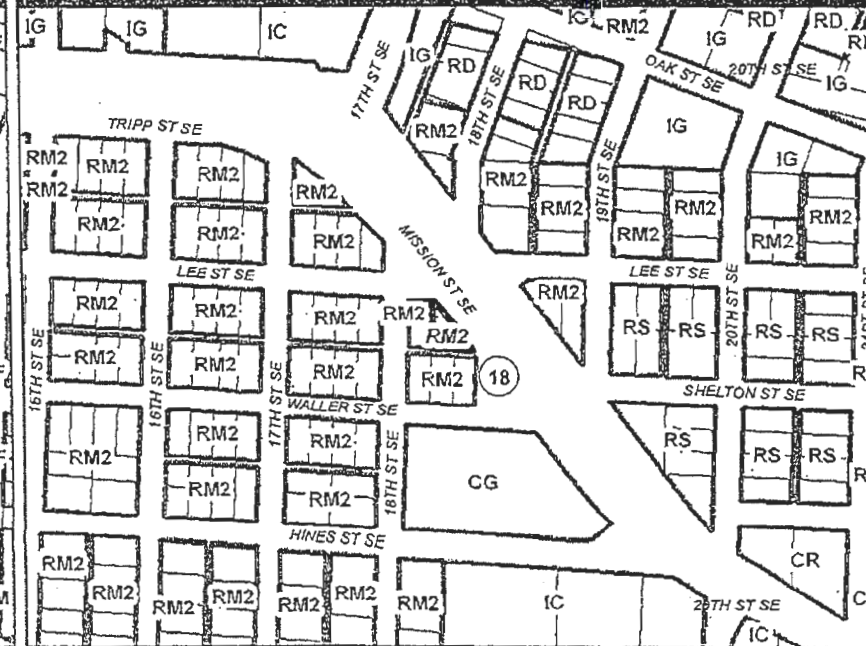 IG
IG
IC
17TH ST SE
IG
RD
18TH ST SE
RD
RD
IG
RM2
IG
RD
RD
OAK ST SE
20TH ST SE
IG
IG
TRIPP ST SE
RM2
RM2
RM2
RM2
RM2
RM2
RM2
RM2
RM2
RM2
RM2
19TH ST SE
RM2
RM2
IG
RM2
RM2
MISSION ST SE
LEE ST SE
LEE ST SE
RM2
RM2
RM2
RM2
RM2
RM2
RS
RS
20TH ST SE
RS
RS
16TH ST SE
RM2
16TH ST SE
RM2
17TH ST SE
RM2
RM2
18
WALLER ST SE
SHELTON ST SE
RM2
RM2
RM2
18TH ST SE
RS
RS
RS
RM2
RM2
CG
HINES ST SE
RM2
RM2
RM2
RM2
RM2
RM2
RM2
IC
CR
IC